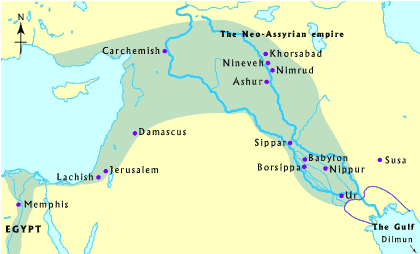 N
The Neo-Assyrian empire
Carchemish
Khorsabad
Nineveh
Nimrud
Ashur
Damascus
Sippar
Babylon
Borsippa
Nippur
Susa
Jerusalem
Lachish
Ur
Memphis
EGYPT
The Gulf
Dilmun